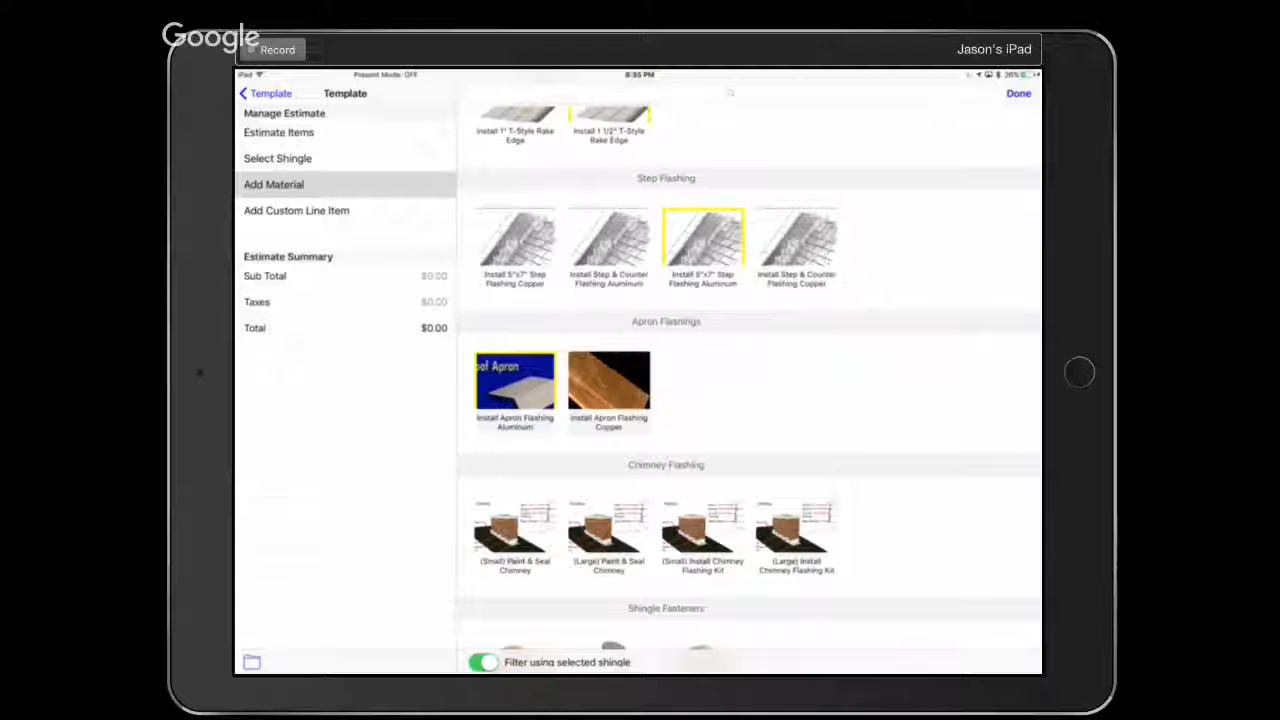 Google
Record
Jason's iPad
iPad
Present Mode: OFF
8:35 PM
26%
Template
Template
Done
Manage Estimate
Estimate Items
Select Shingle
Add Material
Add Custom Line Item
Estimate Summary
Sub Total $0.00
Taxes $0.00
Total $0.00
Install 1" T-Style Rake
Edge
Install 1 1/2" T-Style
Rake Edge
Step Flashing
Install 5"x7" Step
Flashing Copper
Install Step & Counter
Flashing Aluminum
Install 5"x7" Step
Flashing Aluminum
Install Step & Counter
Flashing Copper
Apron Flashings
oof Apron
Install Apron Flashing
Aluminum
Install Apron Flashing
Copper
Chimney Flashing
(Small) Paint & Seal
Chimney
(Large) Paint & Seal
Chimney
(Small) Install Chimney
Flashing Kit
(Large) Install
Chimney Flashing Kit
Shingle Fasteners
Filter using selected shingle